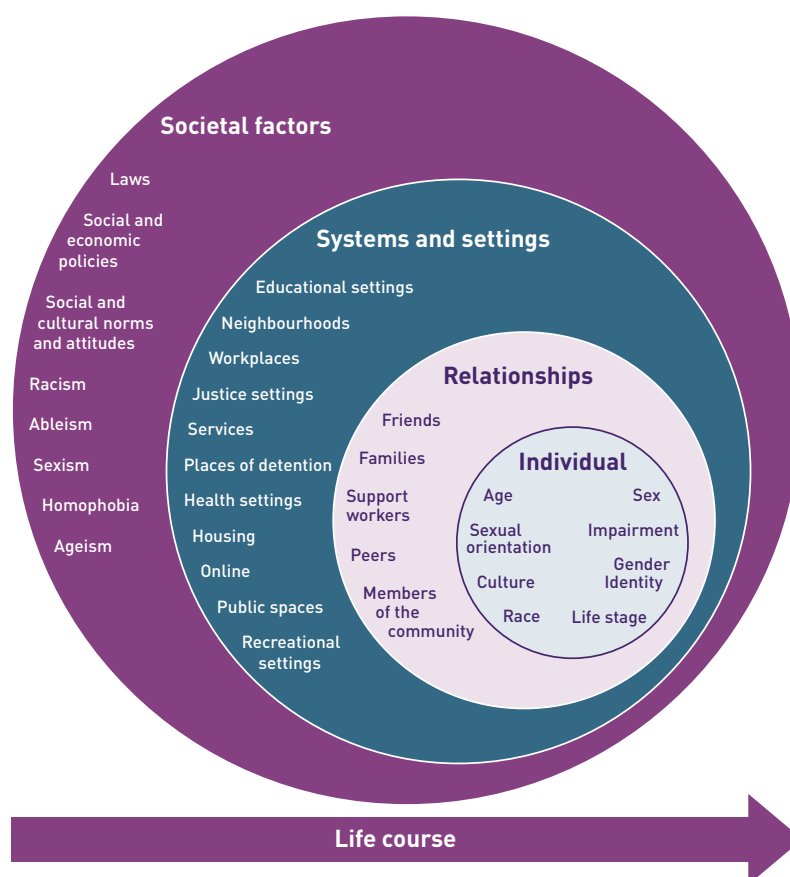 Societal factors
Laws
Social and
economic
policies
Social and
cultural norms
and attitudes
Racism
Ableism
Sexism
Homophobia
Ageism
Systems and settings
Educational settings
Neighbourhoods
Workplaces
Justice settings
Services
Places of detention
Health settings
Housing
Online
Public spaces
Recreational
settings
Relationships
Friends
Families
Support
workers
Peers
Members
of the
community
Individual
Age
Sex
Sexual
orientation
Impairment
Culture
Gender
Identity
Race
Life stage
Life course